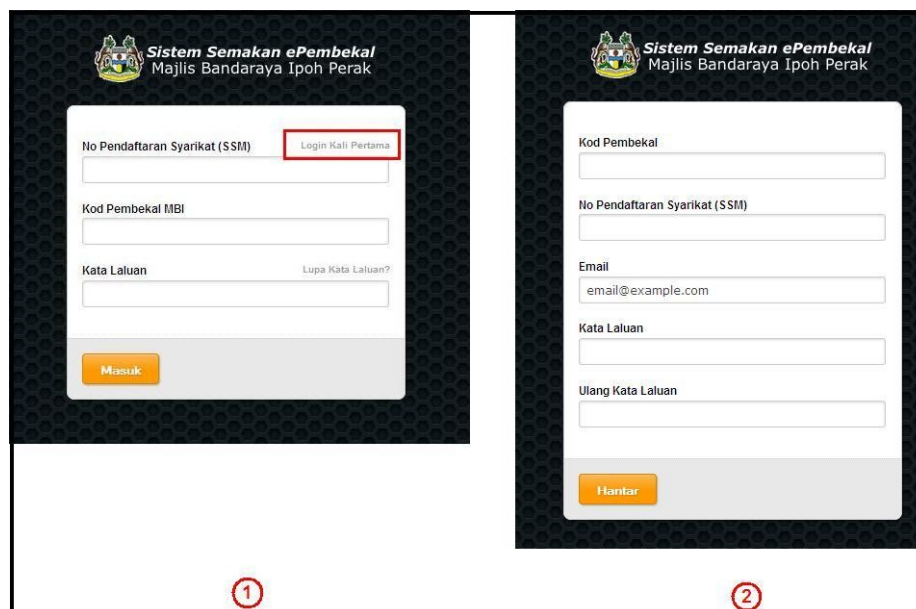 Sistem Semakan ePembekal
Majlis Bandaraya Ipoh Perak
No Pendaftaran Syarikat (SSM) Login Kali Pertama
Kod Pembekal MBI
Kata Laluan Lupa Kata Laluan?
Masuk
1
Sistem Semakan ePembekal
Majlis Bandaraya Ipoh Perak
Kod Pembekal
No Pendaftaran Syarikat (SSM)
Email
email@example.com
Kata Laluan
Ulang Kata Laluan
Hantar
2